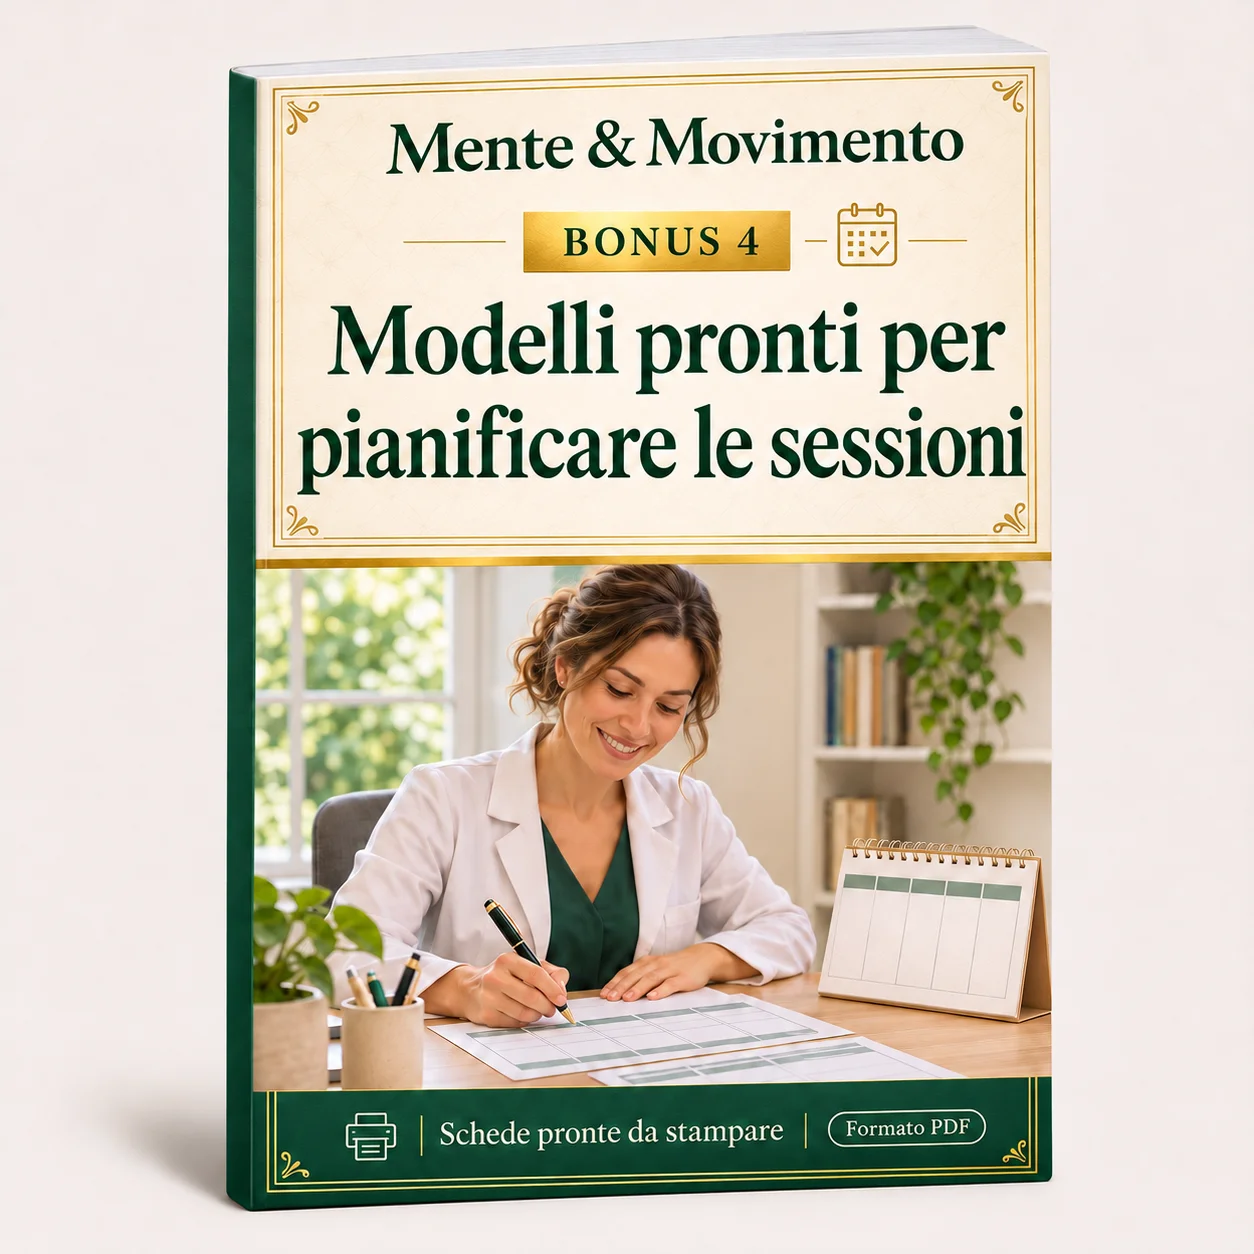 Mente & Movimento
BONUS 4
Modelli pronti per
pianificare le sessioni
Schede pronte da stampare
Formato PDF